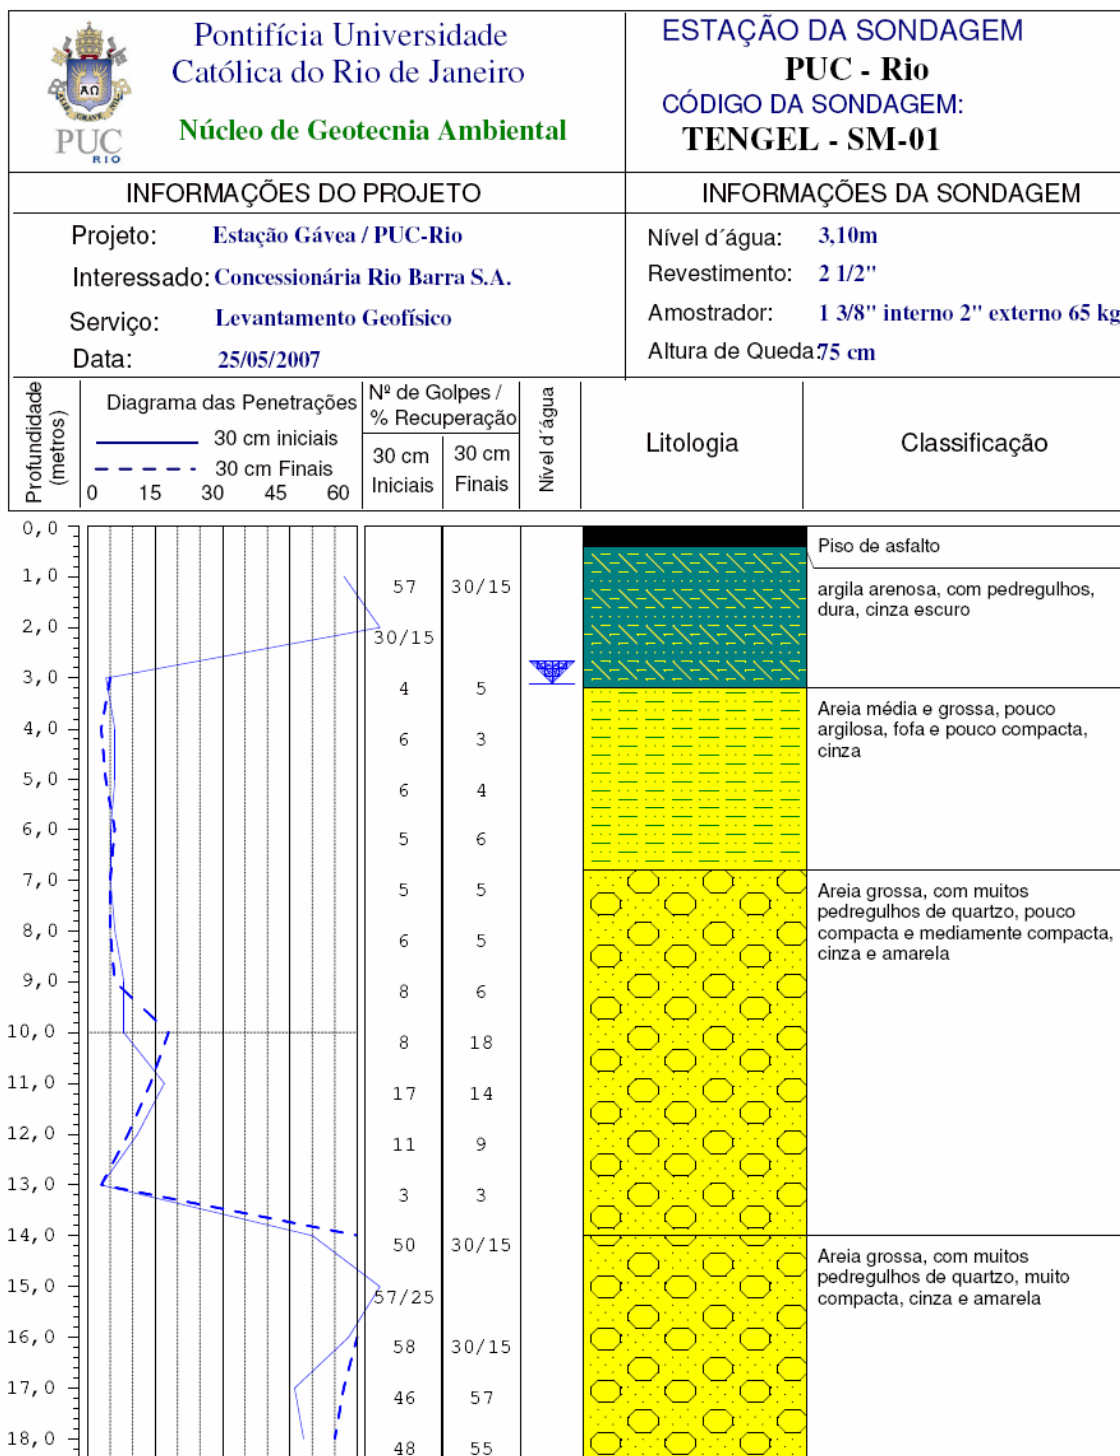 Pontifícia Universidade
Católica do Rio de Janeiro
Núcleo de Geotecnia Ambiental
ΑΩ
ALIS GRAVE NIL
PUC
RIO
ESTAÇÃO DA SONDAGEM
PUC - Rio
CÓDIGO DA SONDAGEM:
TENGEL - SM-01
INFORMAÇÕES DO PROJETO
Projeto: Estação Gávea / PUC-Rio
Interessado: Concessionária Rio Barra S.A.
Serviço: Levantamento Geofísico
Data: 25/05/2007
INFORMAÇÕES DA SONDAGEM
Nível d´água: 3,10m
Revestimento: 2 1/2"
Amostrador: 1 3/8" interno 2" externo 65 kg
Altura de Queda: 75 cm
Profundidade
(metros)
Diagrama das Penetrações
30 cm iniciais
30 cm Finais
0 15 30 45 60
Nº de Golpes /
% Recuperação
30 cm
Iniciais
30 cm
Finais
Nível d´água
Litologia
Classificação
0,0
1,0 57 30/15
2,0 30/15
3,0 4 5
4,0 6 3
5,0 6 4
6,0 5 6
7,0 5 5
8,0 6 5
9,0 8 6
10,0 8 18
11,0 17 14
12,0 11 9
13,0 3 3
14,0 50 30/15
15,0 57/25
16,0 58 30/15
17,0 46 57
18,0 48 55
Piso de asfalto
argila arenosa, com pedregulhos,
dura, cinza escuro
Areia média e grossa, pouco
argilosa, fofa e pouco compacta,
cinza
Areia grossa, com muitos
pedregulhos de quartzo, pouco
compacta e mediamente compacta,
cinza e amarela
Areia grossa, com muitos
pedregulhos de quartzo, muito
compacta, cinza e amarela